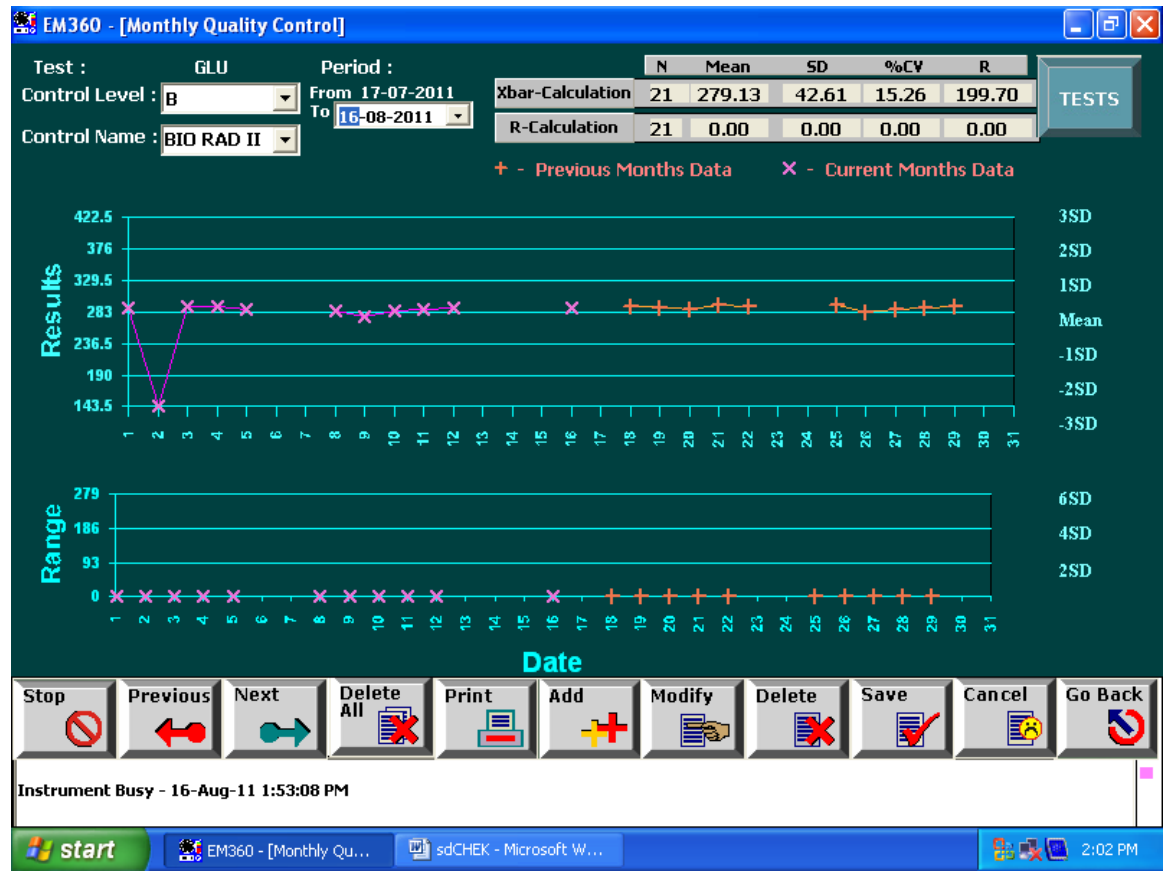 EM360 - [Monthly Quality Control]
Test : GLU Period :
Control Level : B From 17-07-2011
To 16-08-2011
Control Name : BIO RAD II
N Mean SD %CV R
Xbar-Calculation 21 279.13 42.61 15.26 199.70
R-Calculation 21 0.00 0.00 0.00 0.00
TESTS
+ - Previous Months Data × - Current Months Data
Results
422.5 3SD
376 2SD
329.5 1SD
283 Mean
236.5 -1SD
190 -2SD
143.5 -3SD
1 2 3 4 5 6 7 8 9 10 11 12 13 14 15 16 17 18 19 20 21 22 23 24 25 26 27 28 29 30 31
Range
279 6SD
186 4SD
93 2SD
0
1 2 3 4 5 6 7 8 9 10 11 12 13 14 15 16 17 18 19 20 21 22 23 24 25 26 27 28 29 30 31
Date
Stop Previous Next Delete All Print Add Modify Delete Save Cancel Go Back
Instrument Busy - 16-Aug-11 1:53:08 PM
start EM360 - [Monthly Qu... sdCHEK - Microsoft W... 2:02 PM